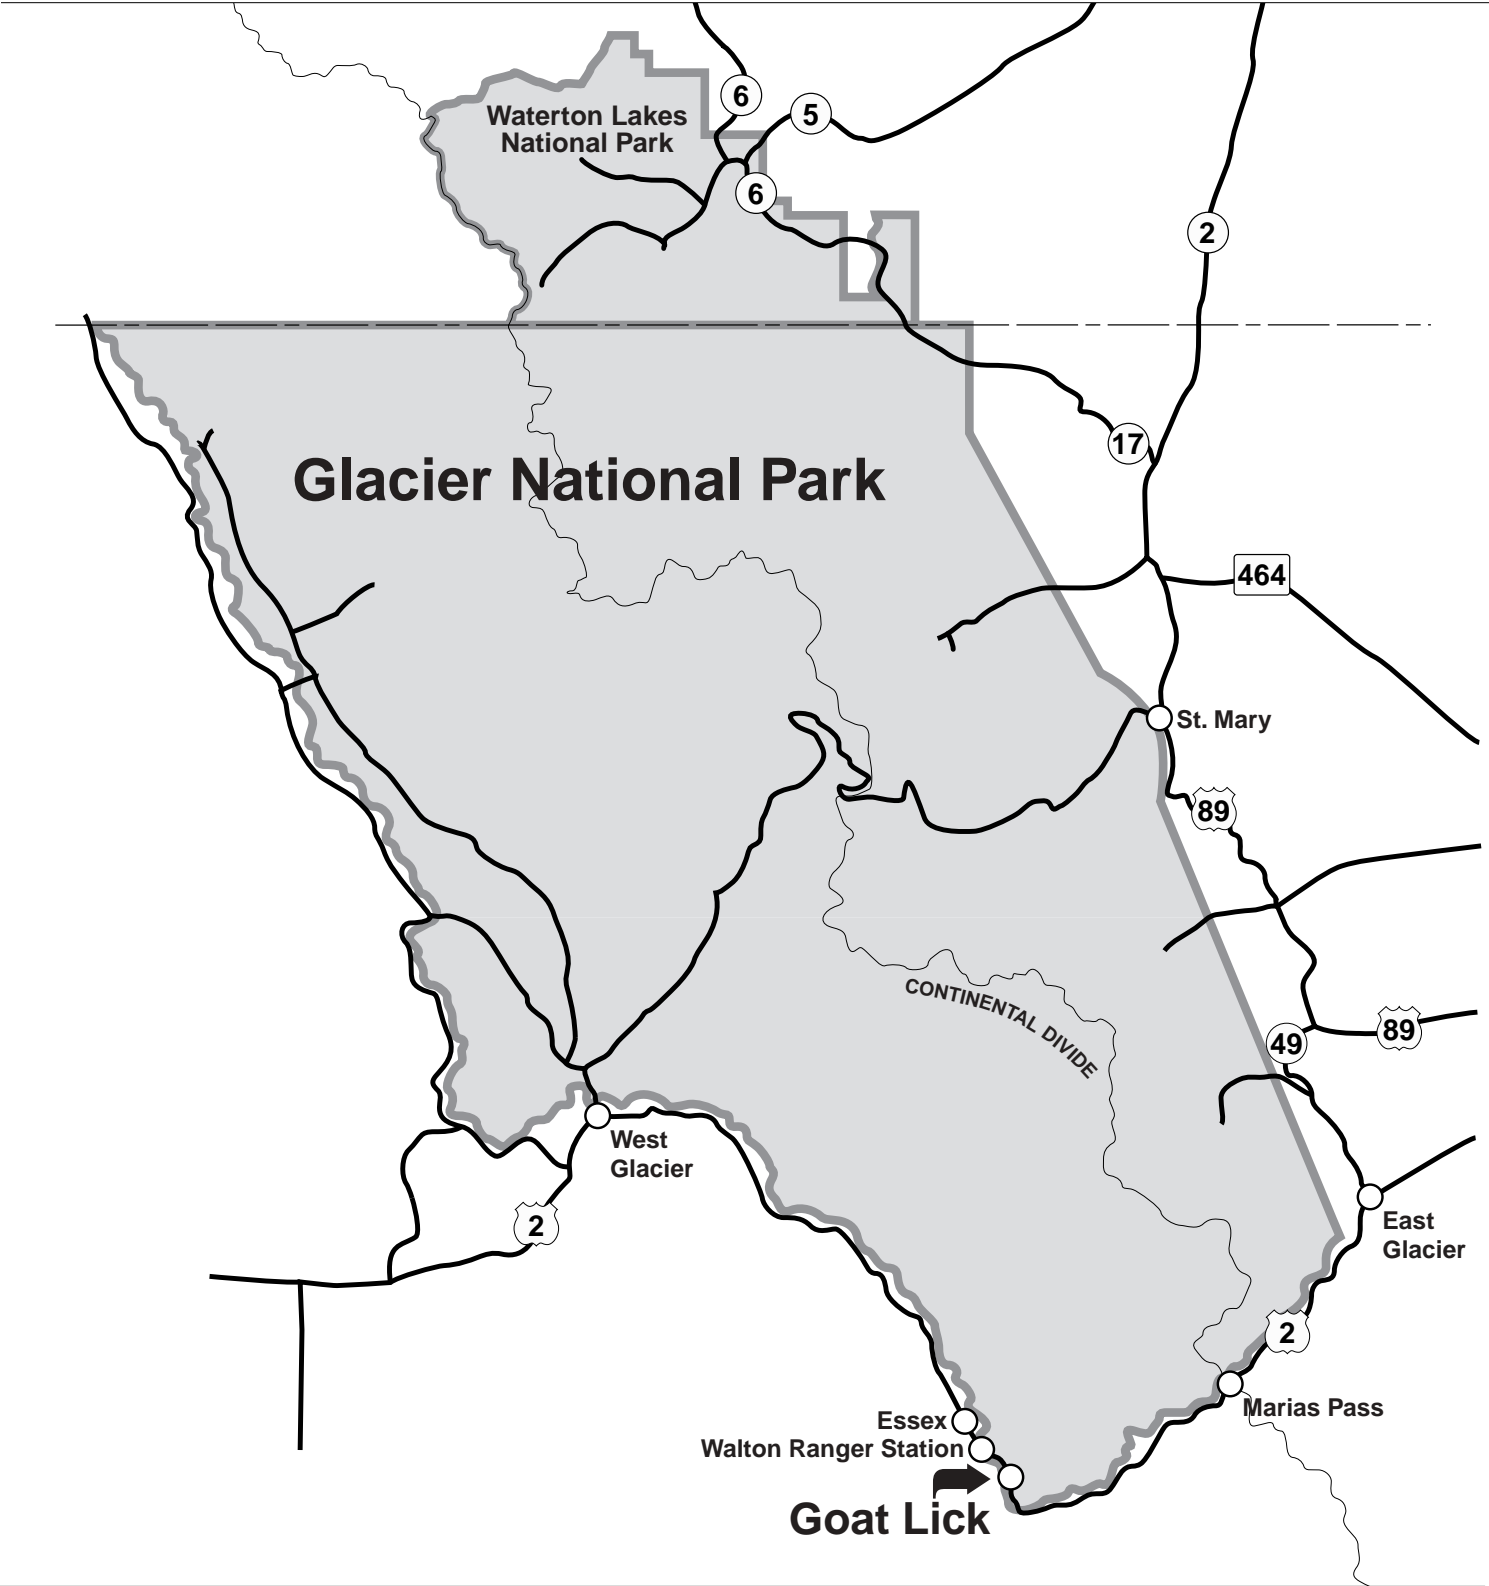 6
5
Waterton Lakes
National Park
6
2
17
Glacier National Park
464
St. Mary
89
CONTINENTAL DIVIDE
89
49
West
Glacier
2
East
Glacier
2
Marias Pass
Essex
Walton Ranger Station
Goat Lick